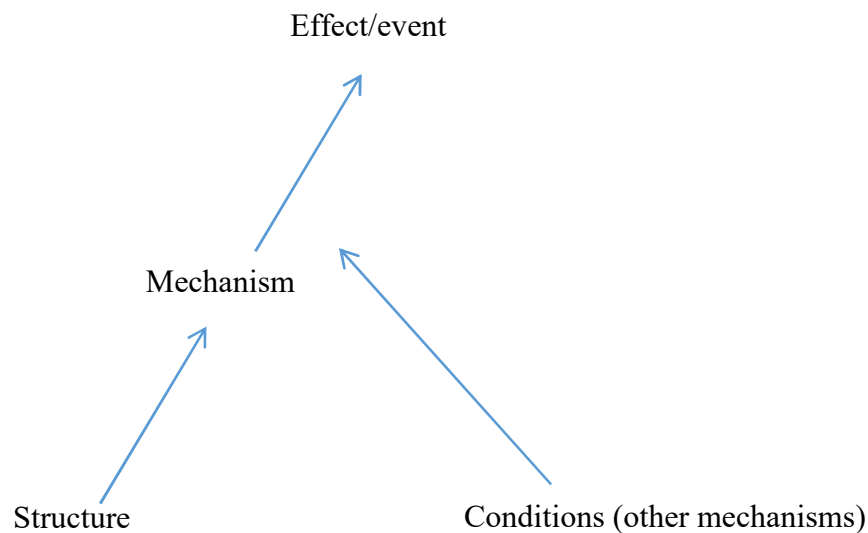 Effect/event
Mechanism
Structure
Conditions (other mechanisms)